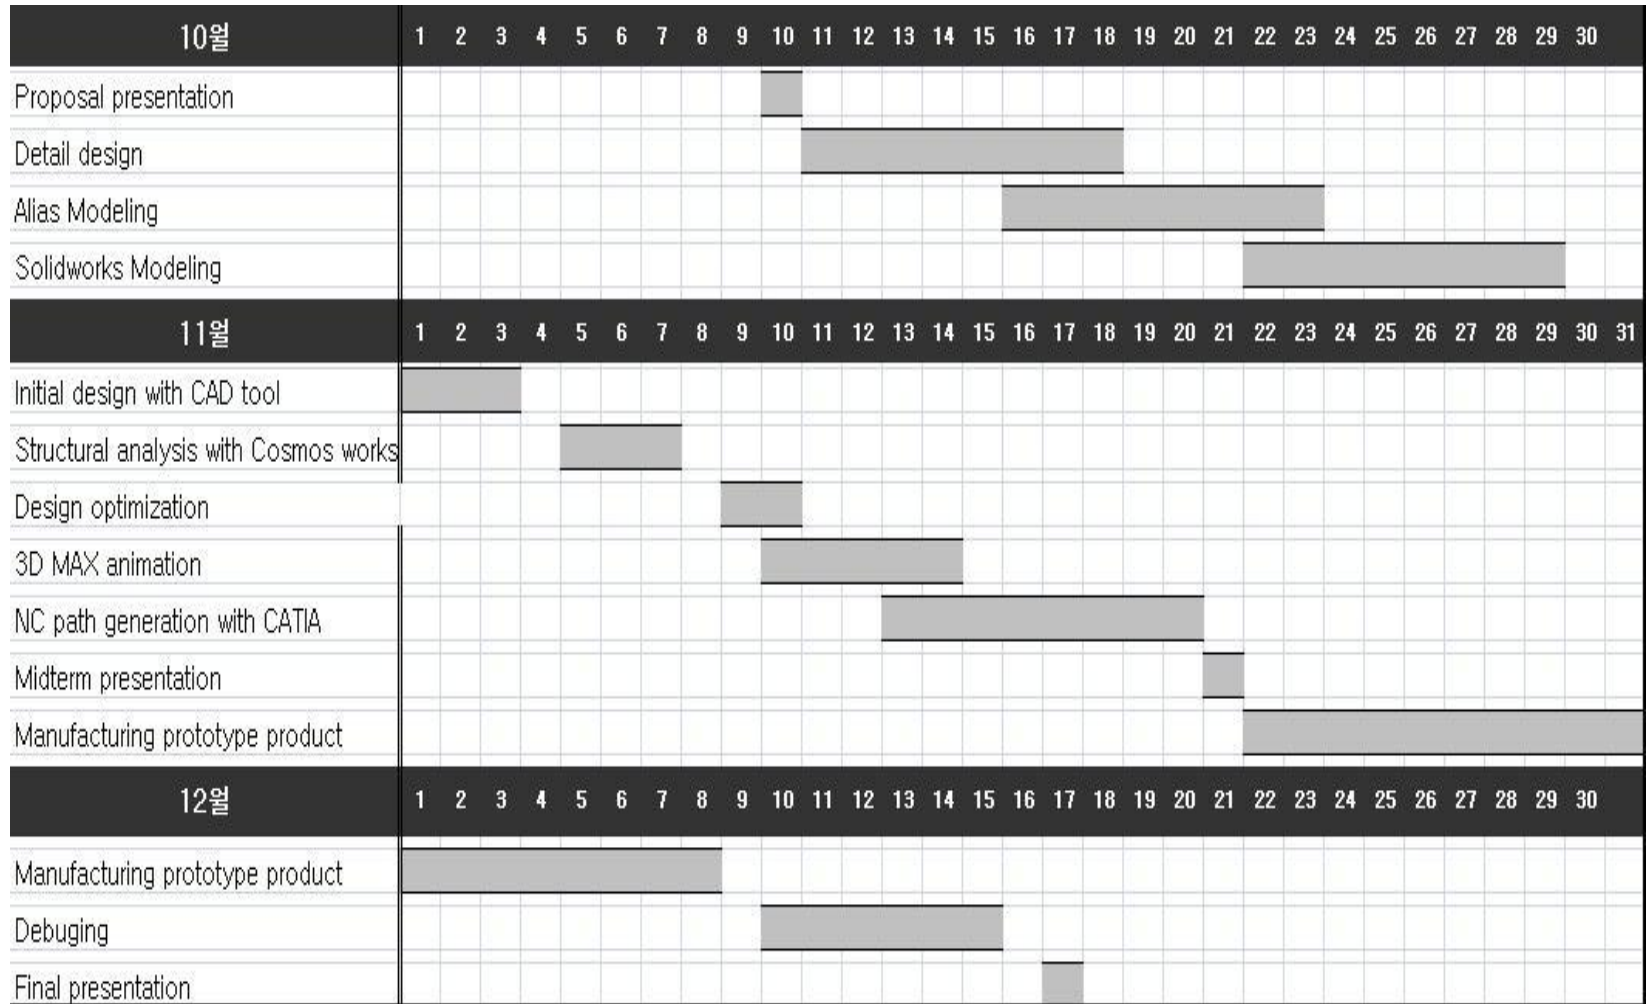 10월 1 2 3 4 5 6 7 8 9 10 11 12 13 14 15 16 17 18 19 20 21 22 23 24 25 26 27 28 29 30
Proposal presentation
Detail design
Alias Modeling
Solidworks Modeling
11월 1 2 3 4 5 6 7 8 9 10 11 12 13 14 15 16 17 18 19 20 21 22 23 24 25 26 27 28 29 30 31
Initial design with CAD tool
Structural analysis with Cosmos works
Design optimization
3D MAX animation
NC path generation with CATIA
Midterm presentation
Manufacturing prototype product
12월 1 2 3 4 5 6 7 8 9 10 11 12 13 14 15 16 17 18 19 20 21 22 23 24 25 26 27 28 29 30
Manufacturing prototype product
Debuging
Final presentation